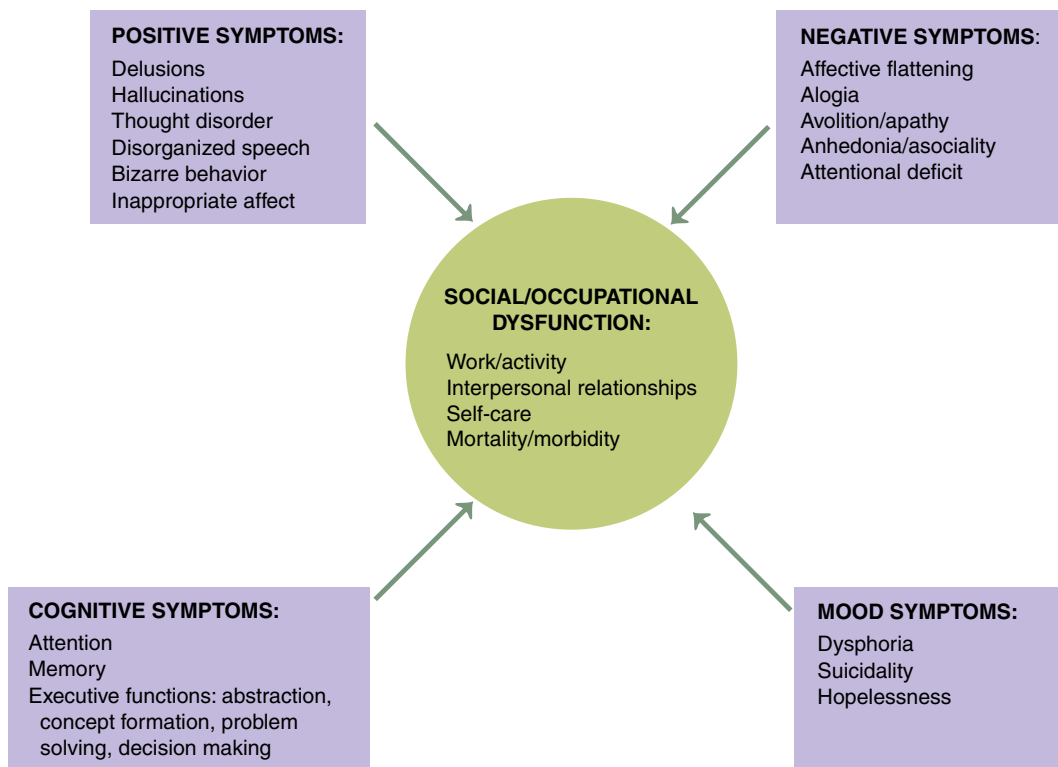 POSITIVE SYMPTOMS:
Delusions
Hallucinations
Thought disorder
Disorganized speech
Bizarre behavior
Inappropriate affect
NEGATIVE SYMPTOMS:
Affective flattening
Alogia
Avolition/apathy
Anhedonia/asociality
Attentional deficit
SOCIAL/OCCUPATIONAL
DYSFUNCTION:
Work/activity
Interpersonal relationships
Self-care
Mortality/morbidity
COGNITIVE SYMPTOMS:
Attention
Memory
Executive functions: abstraction,
concept formation, problem
solving, decision making
MOOD SYMPTOMS:
Dysphoria
Suicidality
Hopelessness